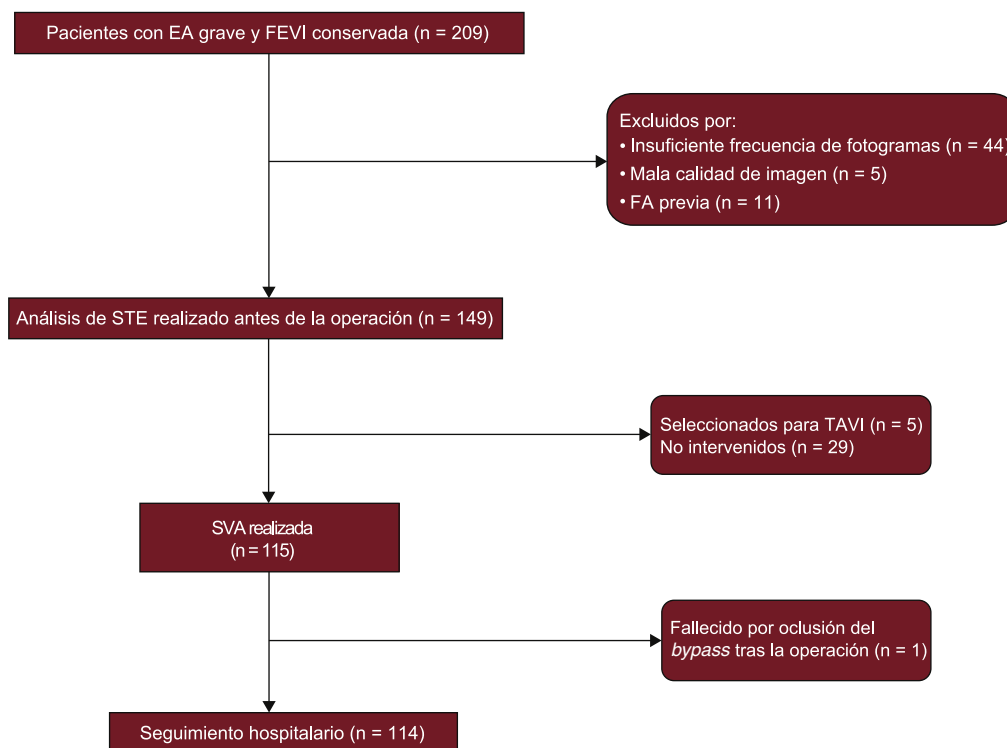 Pacientes con EA grave y FEVI conservada (n = 209)
Excluidos por:
• Insuficiente frecuencia de fotogramas (n = 44)
• Mala calidad de imagen (n = 5)
• FA previa (n = 11)
Análisis de STE realizado antes de la operación (n = 149)
Seleccionados para TAVI (n = 5)
No intervenidos (n = 29)
SVA realizada
(n = 115)
Fallecido por oclusión del
bypass tras la operación (n = 1)
Seguimiento hospitalario (n = 114)